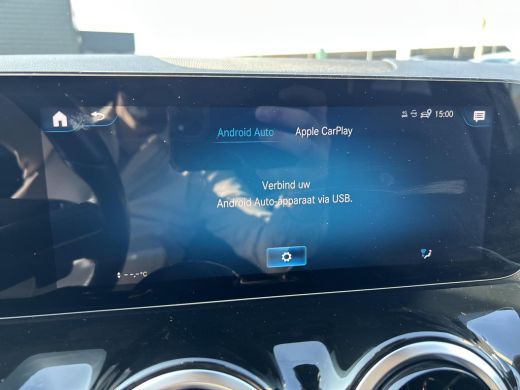 15:00
Android Auto Apple CarPlay
Verbind uw
Android Auto-apparaat via USB.
--,-°C